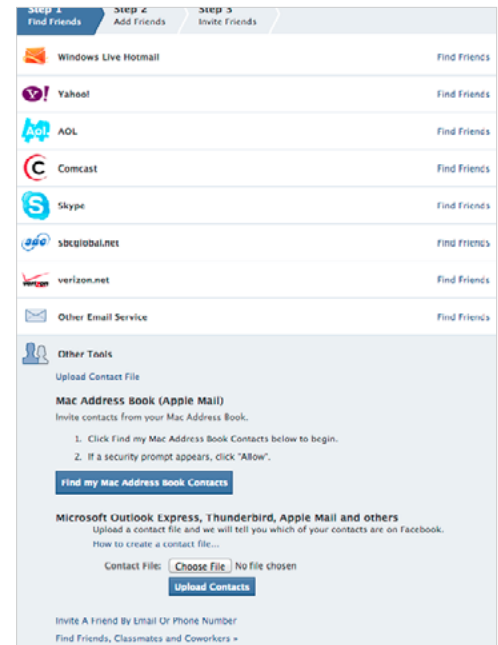 Step 1 Step 2 Step 3
Find Friends Add Friends Invite Friends
Windows Live Hotmail Find Friends
Y! Yahoo! Find Friends
Aol. AOL Find Friends
C Comcast Find Friends
S Skype Find Friends
sbcglobal.net Find Friends
verizon verizon.net Find Friends
Other Email Service Find Friends
Other Tools
Upload Contact File
Mac Address Book (Apple Mail)
Invite contacts from your Mac Address Book.
1. Click Find my Mac Address Book Contacts below to begin.
2. If a security prompt appears, click "Allow".
Find my Mac Address Book Contacts
Microsoft Outlook Express, Thunderbird, Apple Mail and others
Upload a contact file and we will tell you which of your contacts are on Facebook.
How to create a contact file...
Contact File: Choose File No file chosen
Upload Contacts
Invite A Friend By Email Or Phone Number
Find Friends, Classmates and Coworkers »